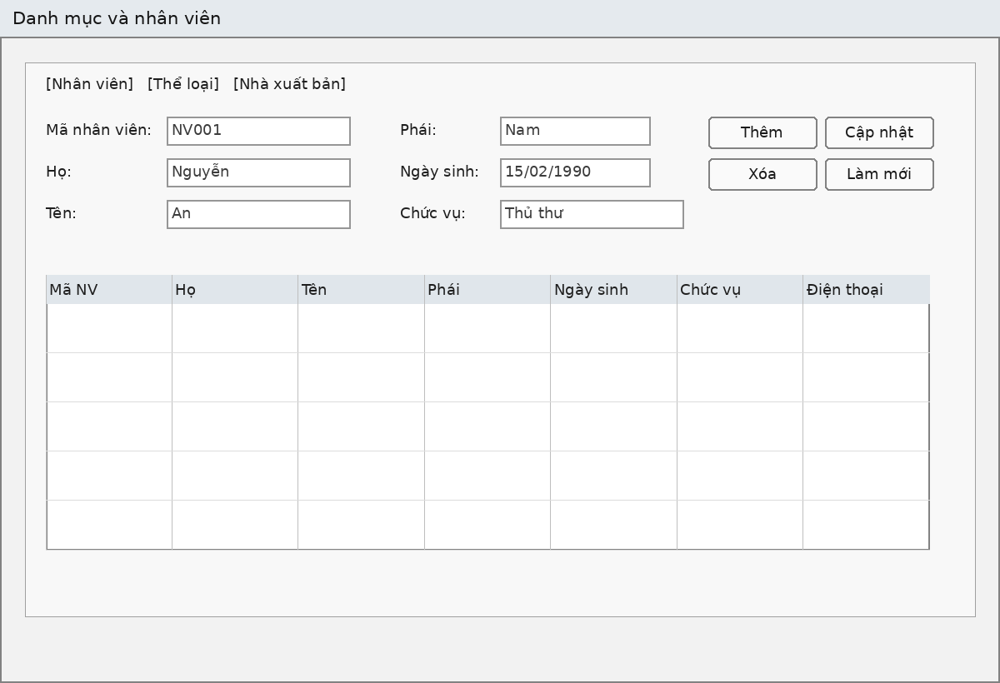 Danh mục và nhân viên
[Nhân viên] [Thể loại] [Nhà xuất bản]
Mã nhân viên: NV001 Phái: Nam Thêm Cập nhật
Họ: Nguyễn Ngày sinh: 15/02/1990 Xóa Làm mới
Tên: An Chức vụ: Thủ thư
Mã NV Họ Tên Phái Ngày sinh Chức vụ Điện thoại